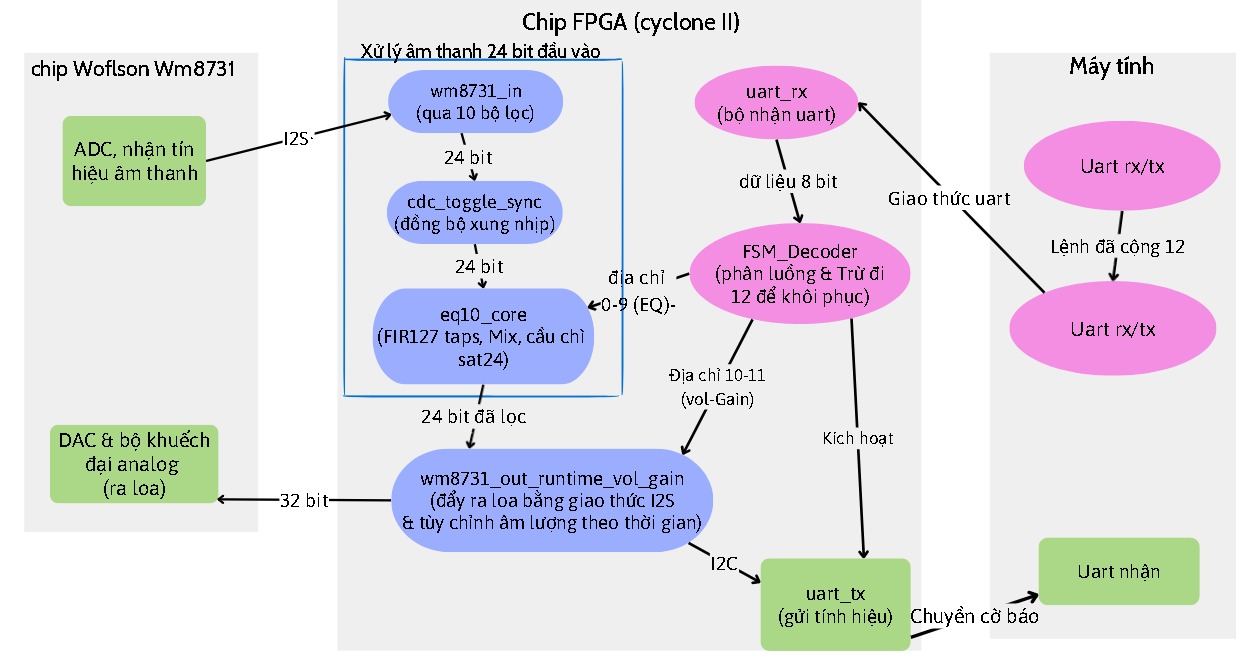 Chip FPGA (cyclone II)
Xử lý âm thanh 24 bit đầu vào
chip Woflson Wm8731
ADC, nhận tín
hiệu âm thanh
I2S
wm8731_in
(qua 10 bộ lọc)
24 bit
cdc_toggle_sync
(đồng bộ xung nhịp)
24 bit
eq10_core
(FIR127 taps, Mix, cầu chì
sat24)
24 bit đã lọc
wm8731_out_runtime_vol_gain
(đẩy ra loa bằng giao thức I2S
& tùy chỉnh âm lượng theo thời gian)
32 bit
DAC & bộ khuếch
đại analog
(ra loa)
uart_rx
(bộ nhận uart)
dữ liệu 8 bit
FSM_Decoder
(phân luồng & Trừ đi
12 để khôi phục)
địa chỉ
0-9 (EQ)-
Địa chỉ 10-11
(vol-Gain)
Kích hoạt
I2C
uart_tx
(gửi tính hiệu)
Máy tính
Uart rx/tx
Lệnh đã cộng 12
Uart rx/tx
Giao thức uart
Uart nhận
Chuyền cờ báo